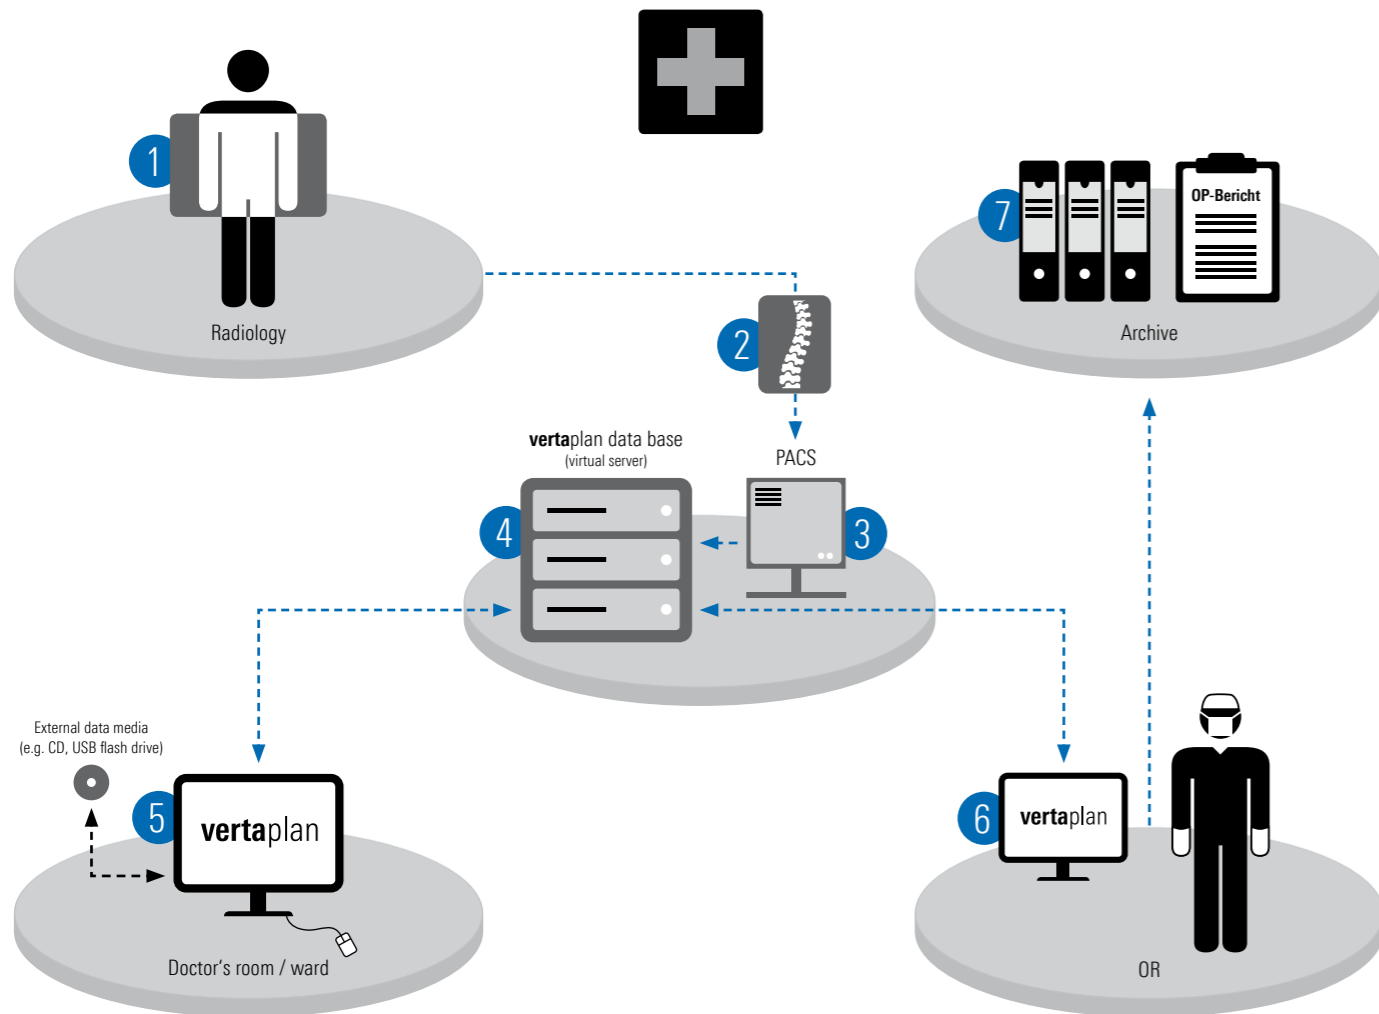 1
Radiology
7
OP-Bericht
Archive
2
vertaplan data base
(virtual server)
PACS
4
3
External data media
(e.g. CD, USB flash drive)
5
vertaplan
Doctor‘s room / ward
6
vertaplan
OR